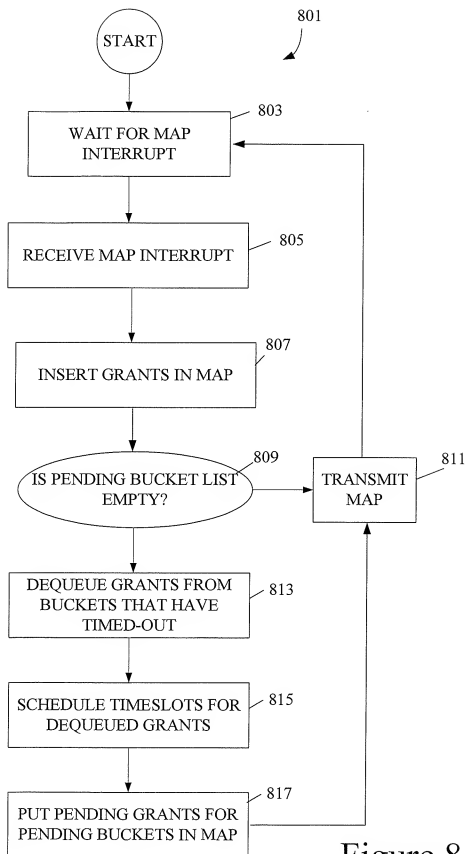 801
START
803
WAIT FOR MAP
INTERRUPT
805
RECEIVE MAP INTERRUPT
807
INSERT GRANTS IN MAP
809
IS PENDING BUCKET LIST
EMPTY?
811
TRANSMIT
MAP
813
DEQUEUE GRANTS FROM
BUCKETS THAT HAVE
TIMED-OUT
815
SCHEDULE TIMESLOTS FOR
DEQUEUED GRANTS
817
PUT PENDING GRANTS FOR
PENDING BUCKETS IN MAP
Figure 8